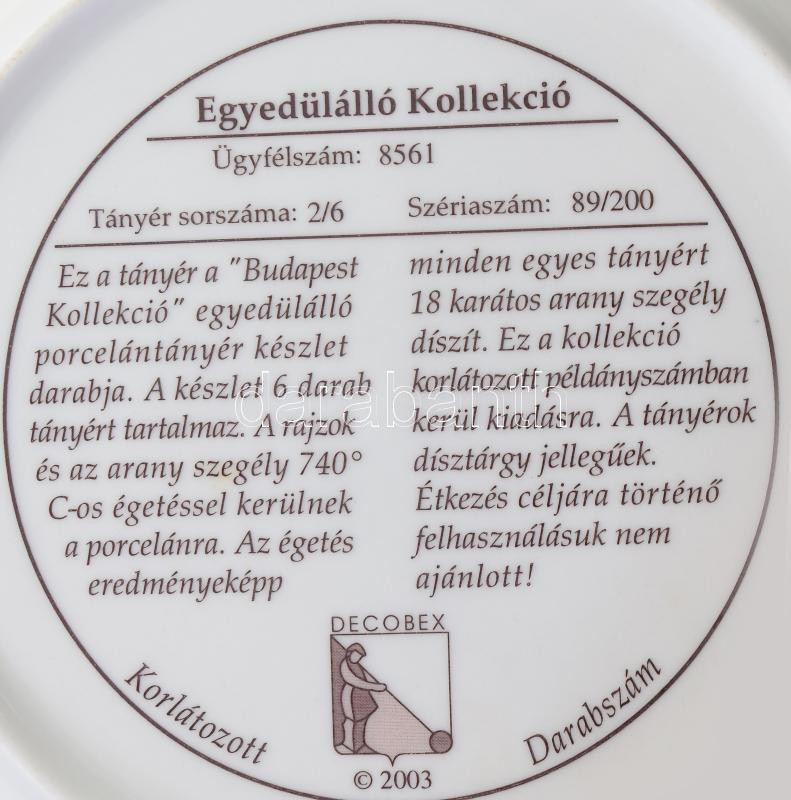 Egyedülálló Kollekció
Ügyfélszám: 8561
Tányér sorszáma: 2/6
Szériaszám: 89/200
Ez a tányér a "Budapest
Kollekció" egyedülálló
porcelántányér készlet
darabja. A készlet 6 darab
tányért tartalmaz. A rajzok
és az arany szegély 740°
C-os égetéssel kerülnek
a porcelánra. Az égetés
eredményeképp
minden egyes tányért
18 karátos arany szegély
díszít. Ez a kollekció
korlátozott példányszámban
kerül kiadásra. A tányérok
dísztárgy jellegűek.
Étkezés céljára történő
felhasználásuk nem
ajánlott!
darabanth
DECOBEX
Korlátozott
Darabszám
© 2003